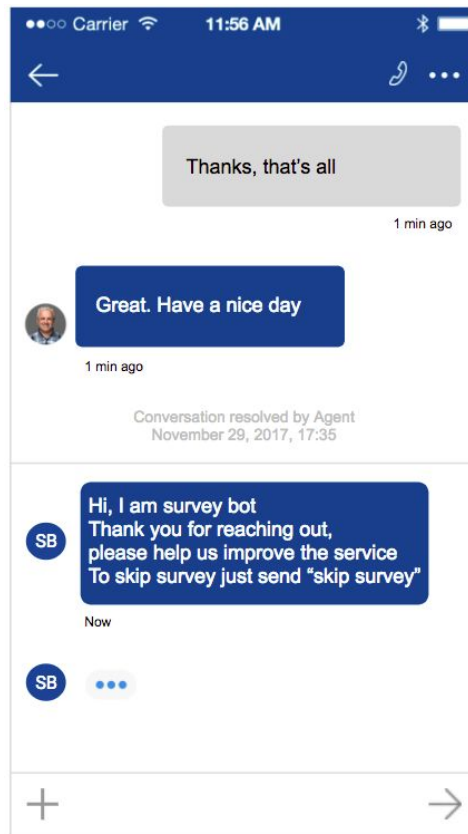 Carrier 11:56 AM
Thanks, that's all
1 min ago
Great. Have a nice day
1 min ago
Conversation resolved by Agent
November 29, 2017, 17:35
Hi, I am survey bot
Thank you for reaching out,
please help us improve the service
To skip survey just send “skip survey”
SB
Now
SB